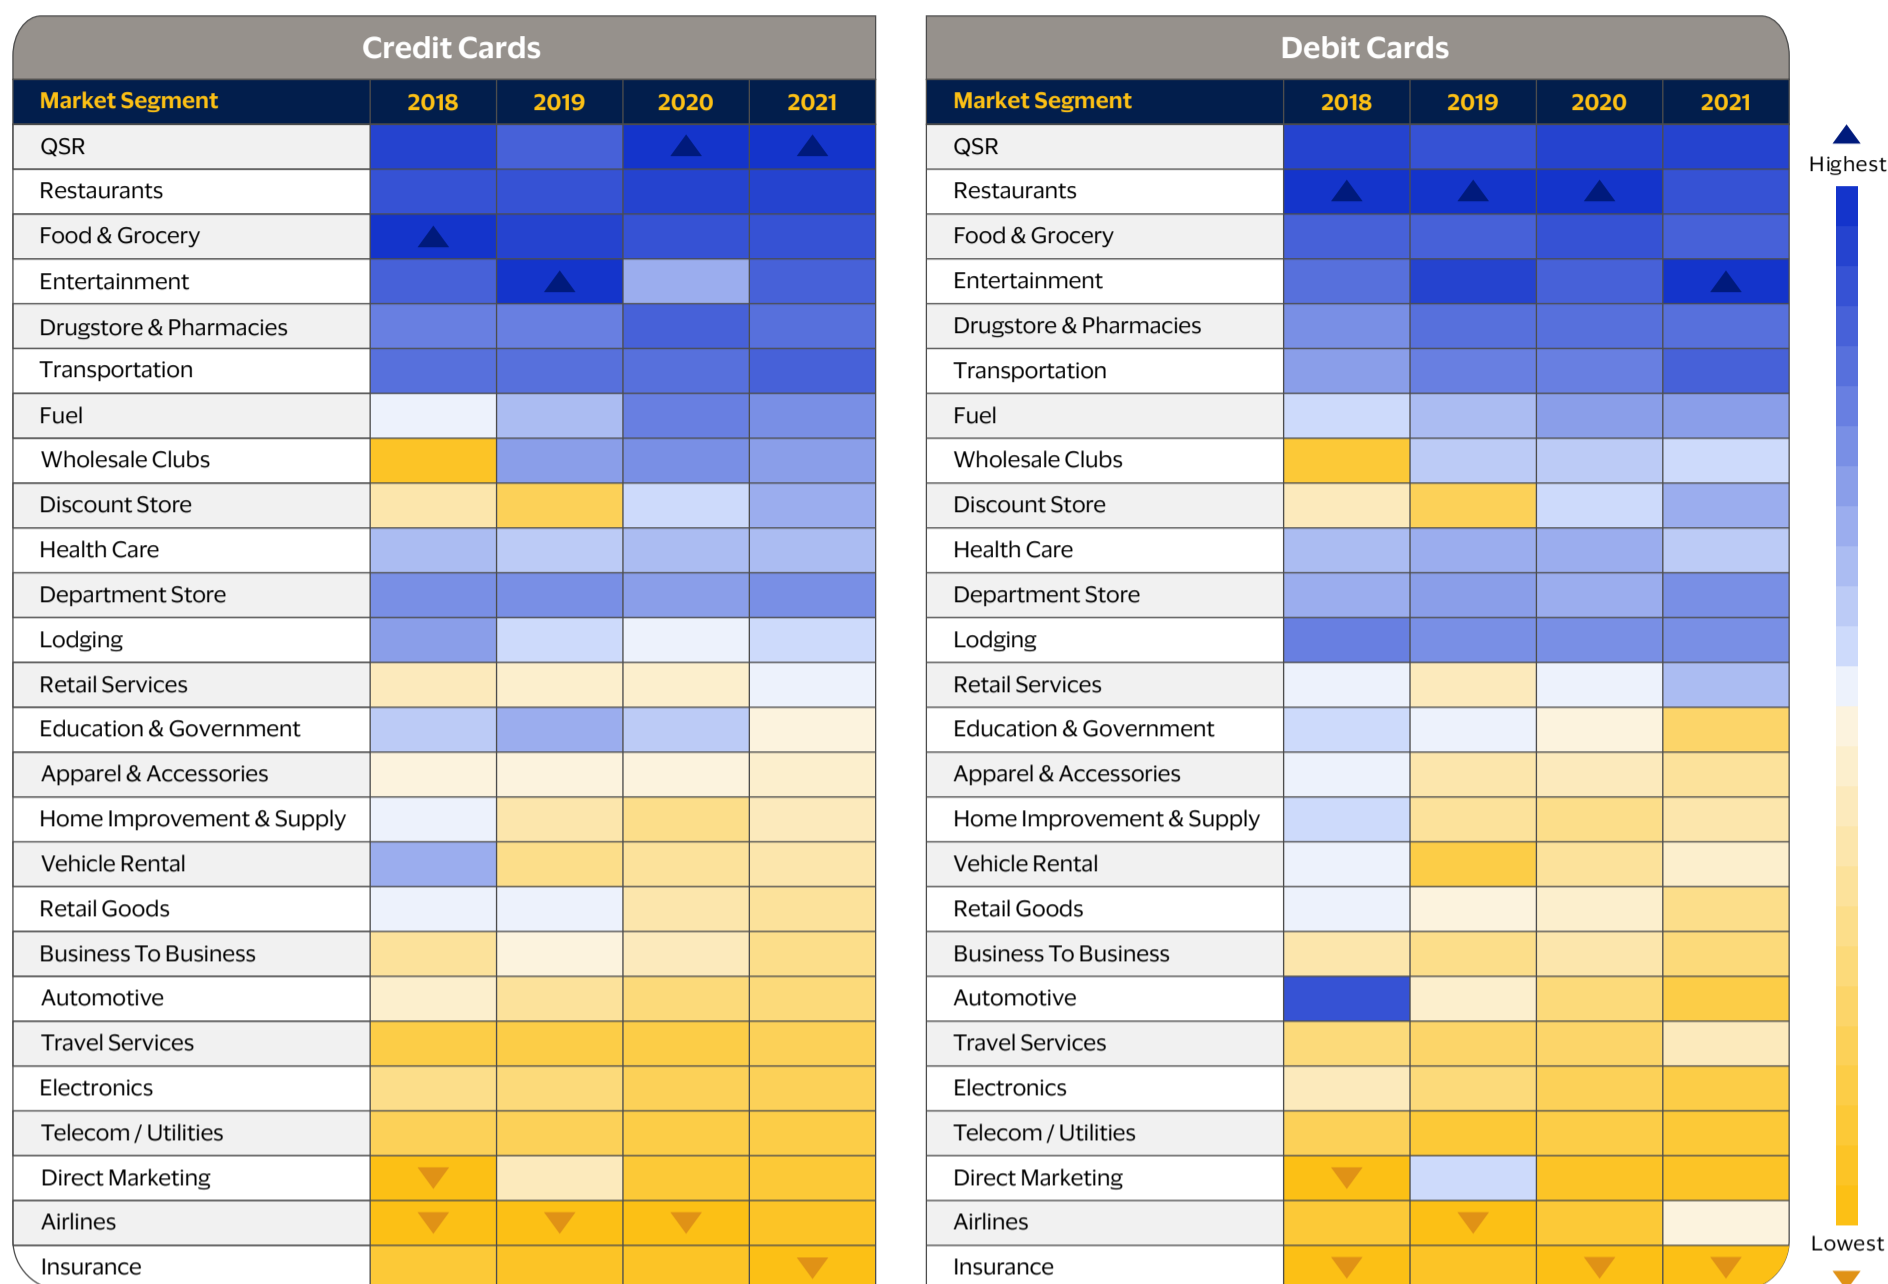 Credit Cards
Market Segment 2018 2019 2020 2021
QSR
Restaurants
Food & Grocery
Entertainment
Drugstore & Pharmacies
Transportation
Fuel
Wholesale Clubs
Discount Store
Health Care
Department Store
Lodging
Retail Services
Education & Government
Apparel & Accessories
Home Improvement & Supply
Vehicle Rental
Retail Goods
Business To Business
Automotive
Travel Services
Electronics
Telecom / Utilities
Direct Marketing
Airlines
Insurance
Debit Cards
Market Segment 2018 2019 2020 2021
QSR
Restaurants
Food & Grocery
Entertainment
Drugstore & Pharmacies
Transportation
Fuel
Wholesale Clubs
Discount Store
Health Care
Department Store
Lodging
Retail Services
Education & Government
Apparel & Accessories
Home Improvement & Supply
Vehicle Rental
Retail Goods
Business To Business
Automotive
Travel Services
Electronics
Telecom / Utilities
Direct Marketing
Airlines
Insurance
Highest
Lowest